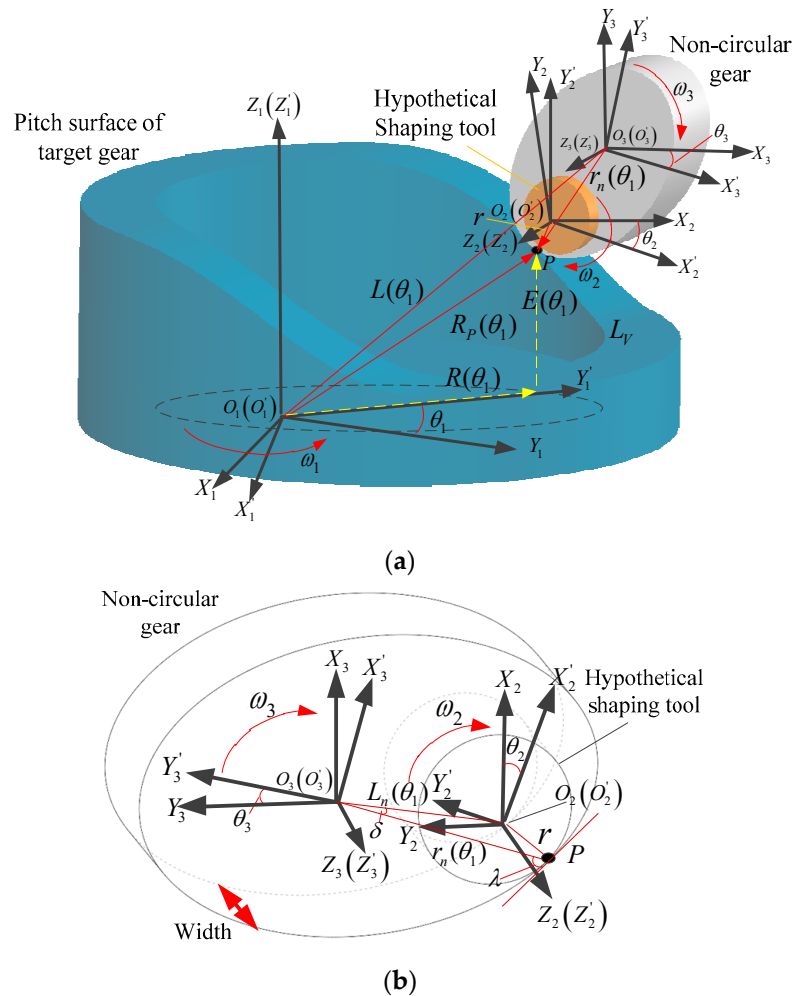 Y₃
Y₃'
Non-circular
gear
Y₂
Y₂'
ω₃
Z₁(Z₁')
Hypothetical
Shaping tool
Pitch surface of
target gear
Z₃(Z₃')
O₃(O₃')
θ₃
X₃
rₙ(θ₁)
X₃'
r
O₂(O₂')
X₂
Z₂(Z₂')
θ₂
P
X₂'
ω₂
L(θ₁)
E(θ₁)
R_P(θ₁)
L_V
R(θ₁)
Y₁'
O₁(O₁')
θ₁
Y₁
ω₁
X₁
X₁'
(a)
Non-circular
gear
X₃
X₃'
X₂
X₂'
Hypothetical
shaping tool
ω₃
ω₂
θ₂
Y₃'
O₃(O₃')
Y₂'
O₂(O₂')
Y₃
θ₃
Lₙ(θ₁)
δ
Y₂
r
rₙ(θ₁)
P
Z₃(Z₃')
λ
Z₂(Z₂')
Width
(b)